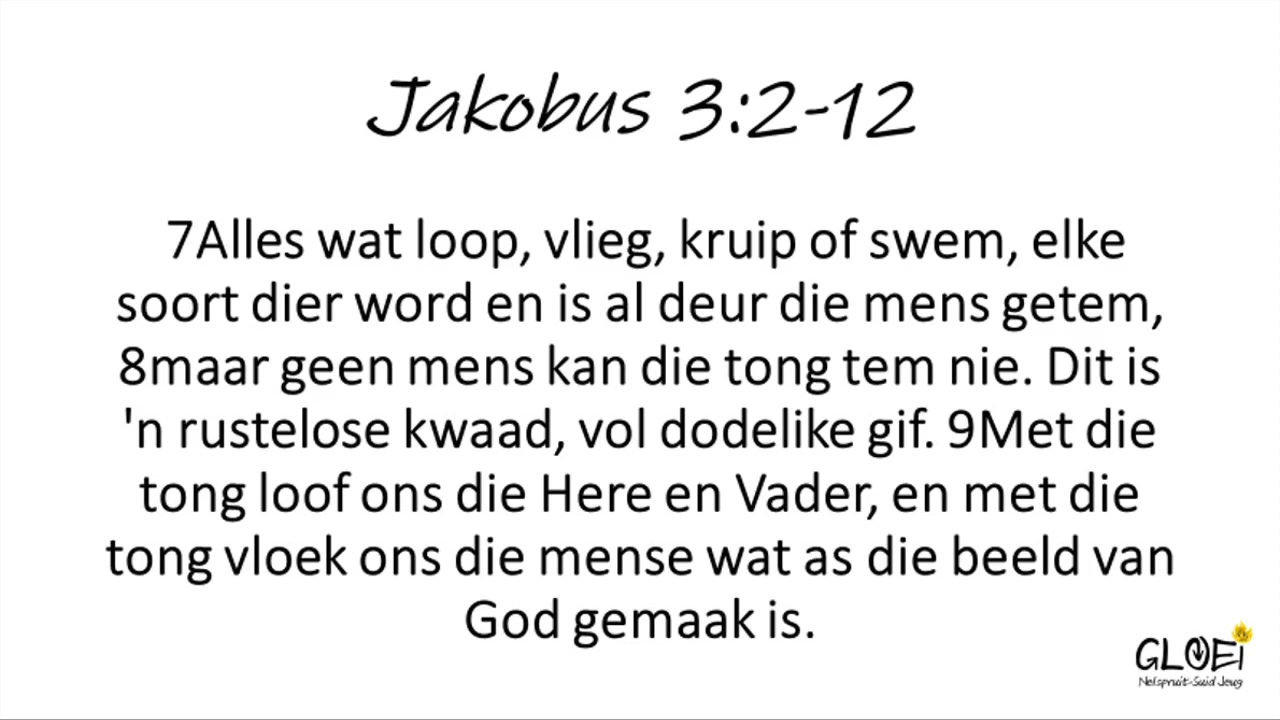 Jakobus 3:2-12
7Alles wat loop, vlieg, kruip of swem, elke
soort dier word en is al deur die mens getem,
8maar geen mens kan die tong tem nie. Dit is
'n rustelose kwaad, vol dodelike gif. 9Met die
tong loof ons die Here en Vader, en met die
tong vloek ons die mense wat as die beeld van
God gemaak is.
GLOEi
Nelspruit-Suid Jeug